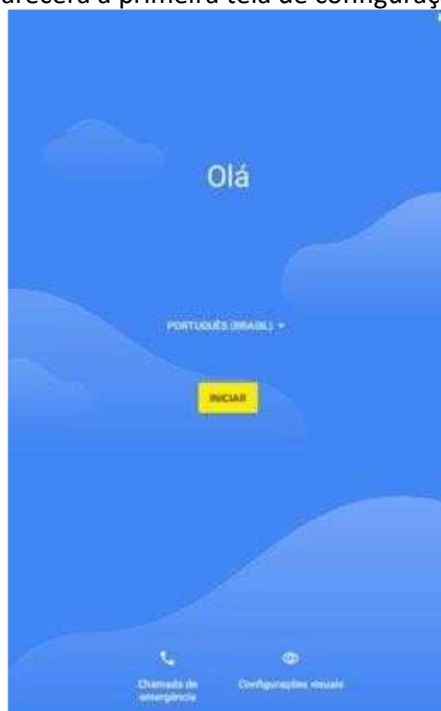 arecerá a primeira tela de configuraç
Olá
PORTUGUÊS (BRASIL)
INICIAR
Chamada de
emergência
Configurações visuais